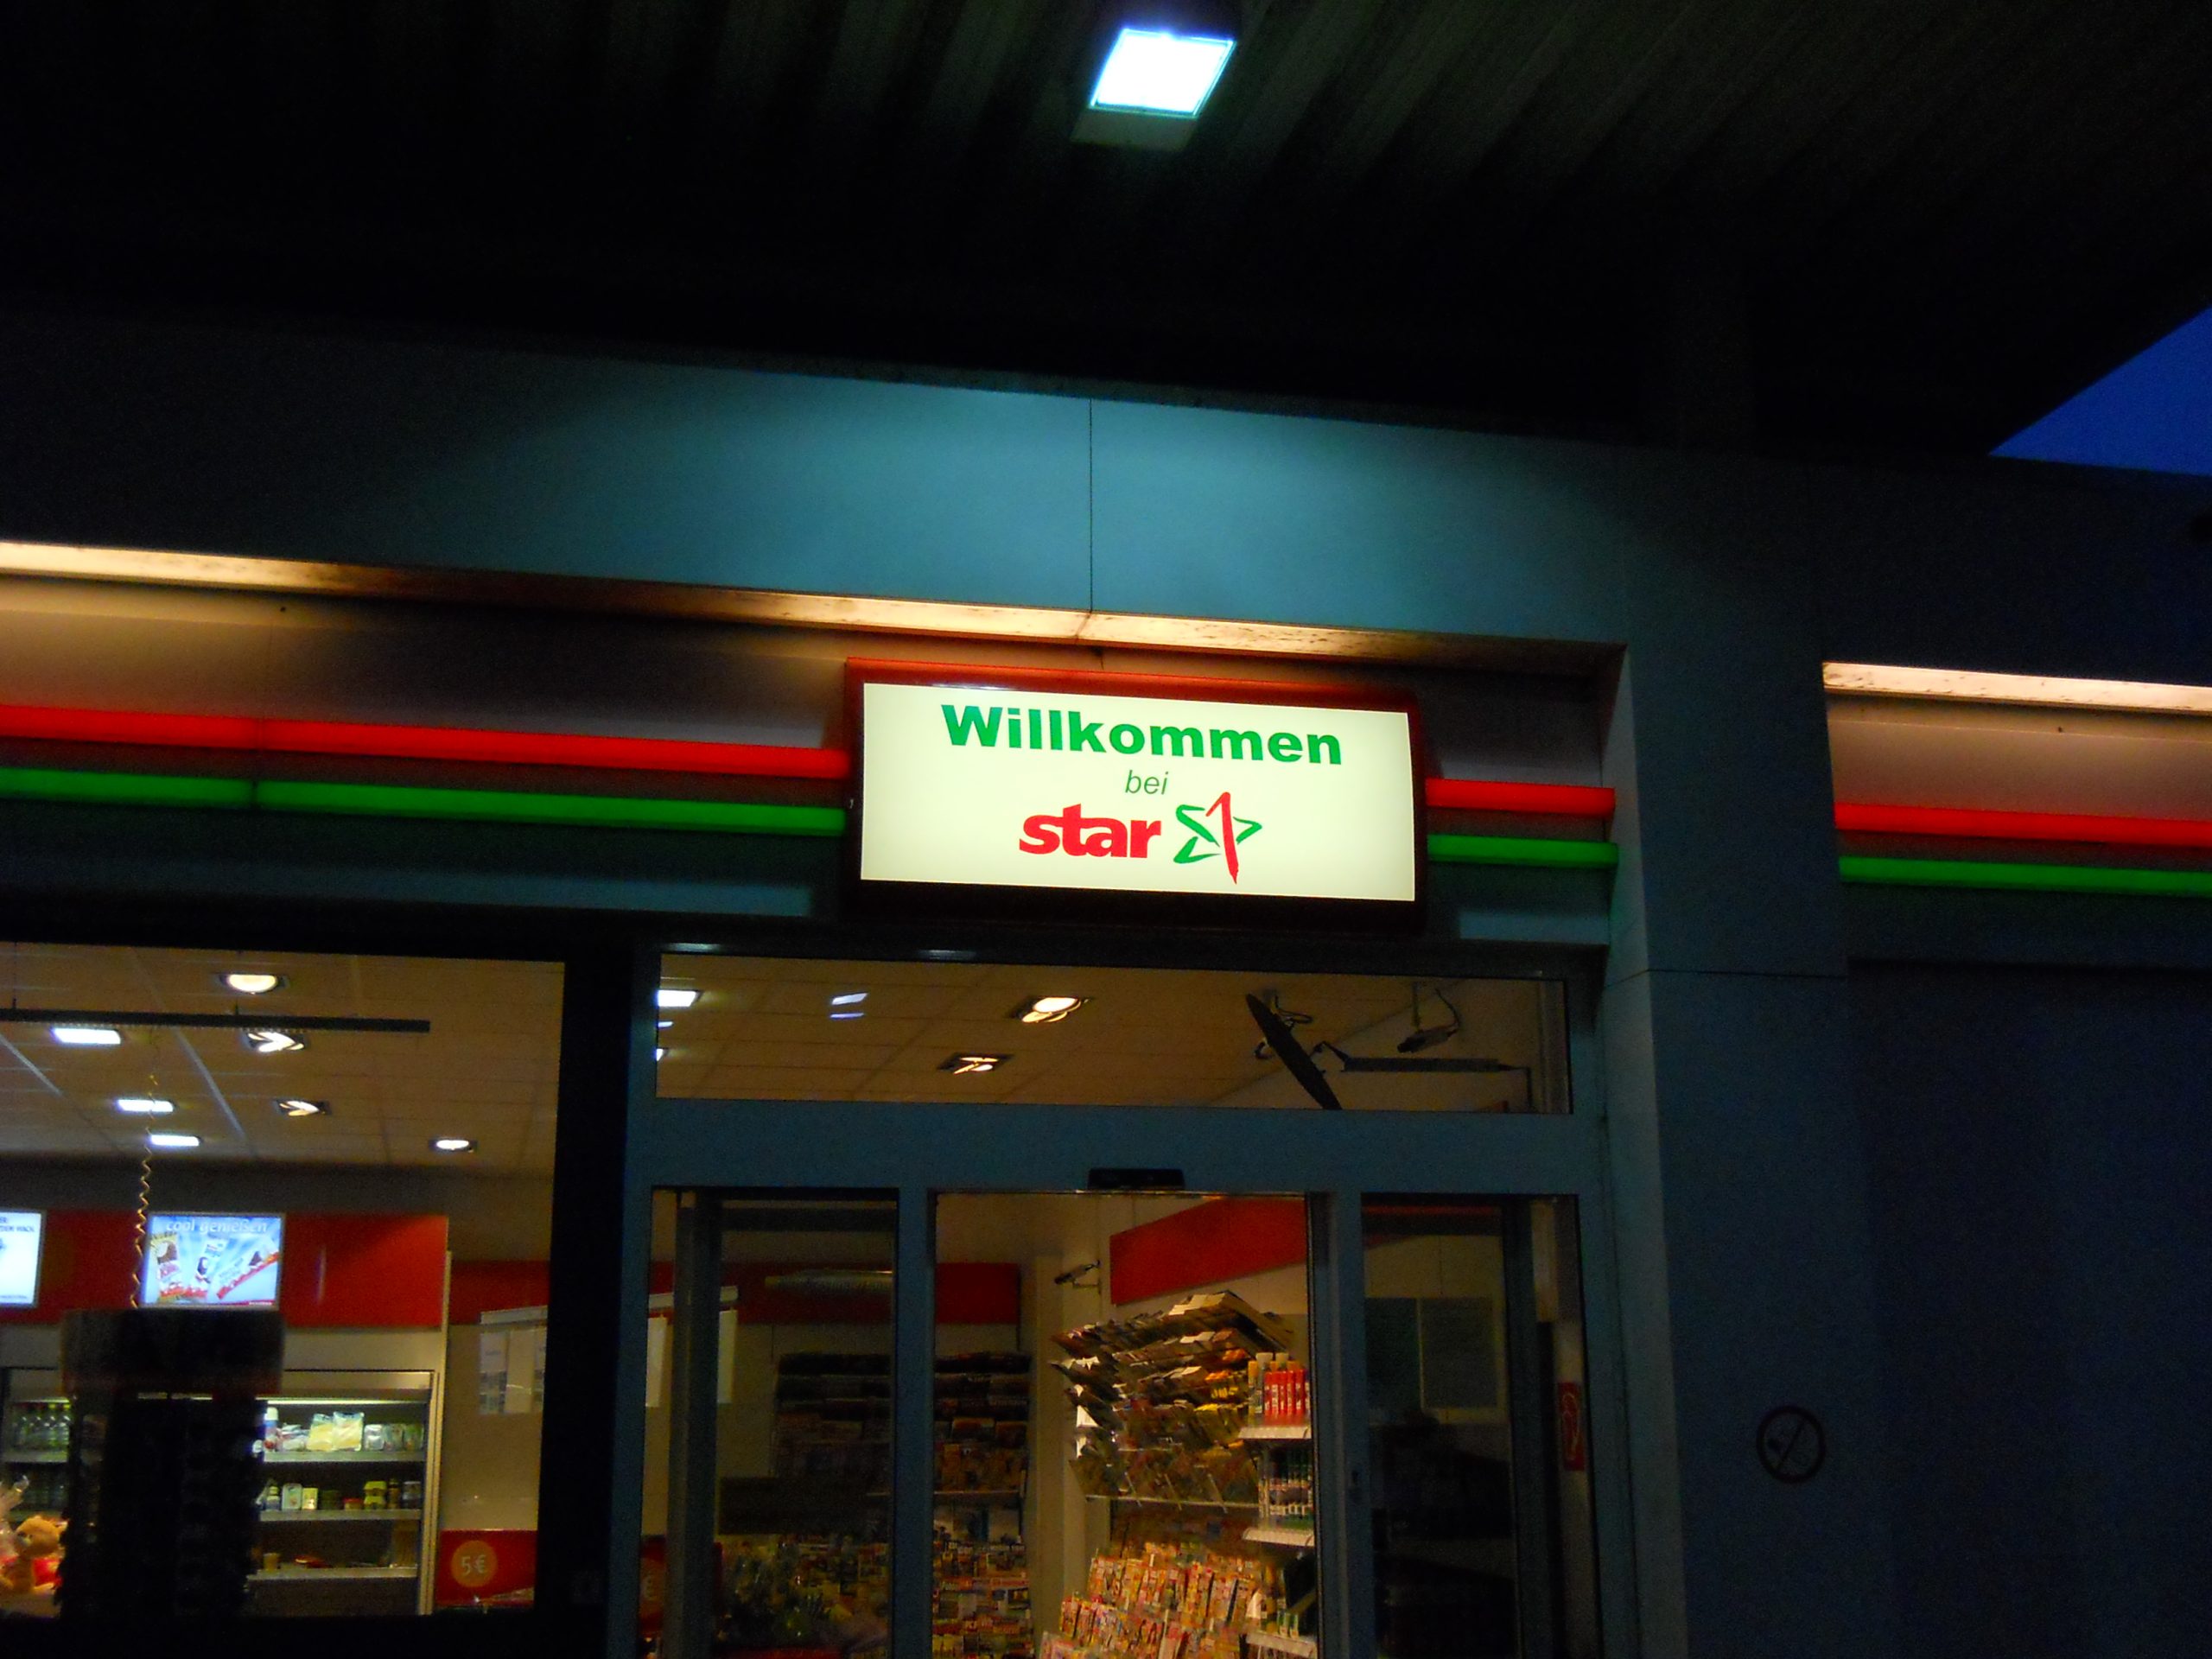 Willkommen
bei
star
cool genießen
5€